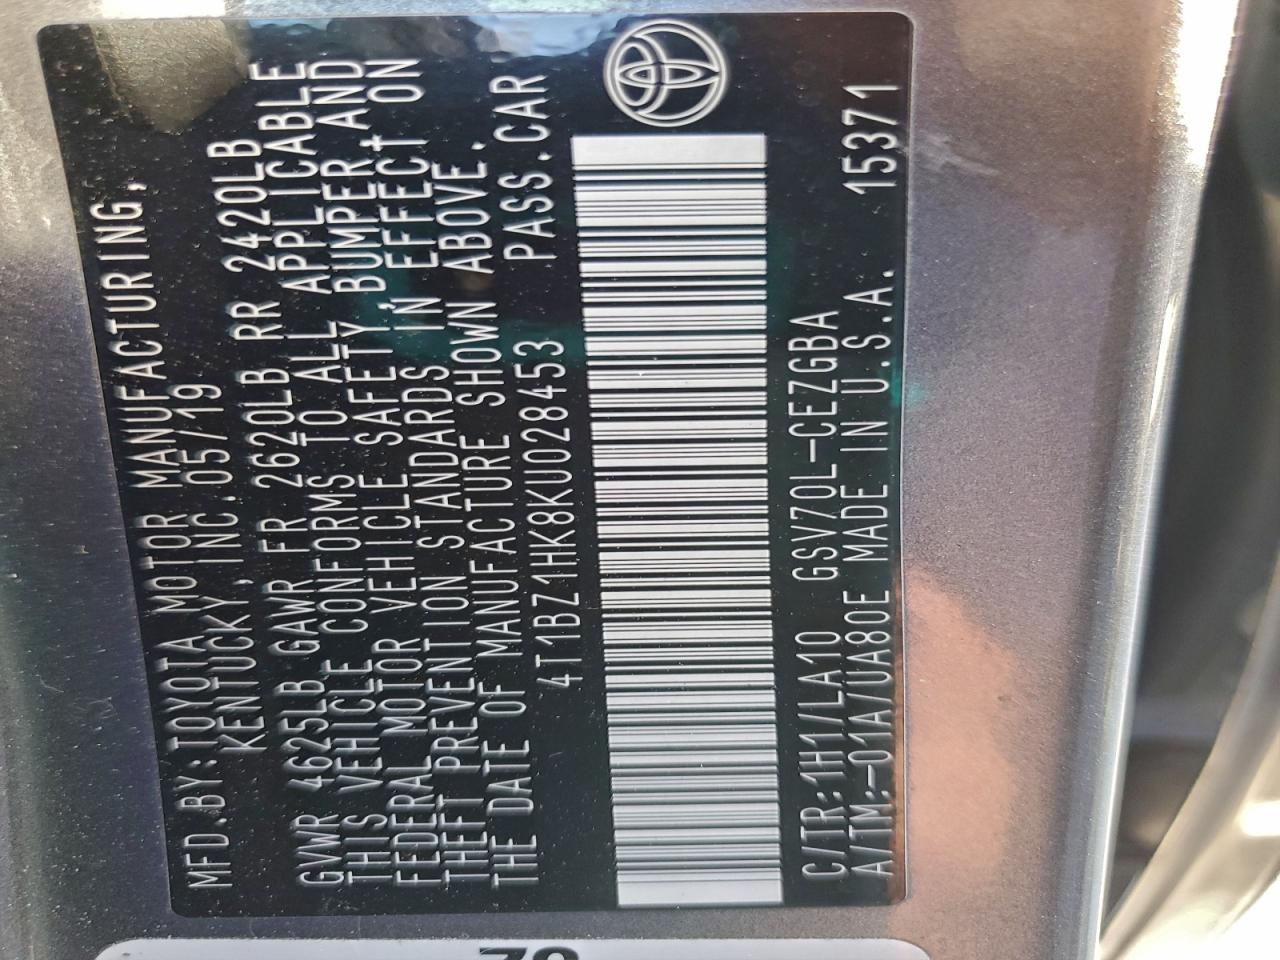 MFD.BY:TOYOTA MOTOR MANUFACTURING,
KENTUCKY, INC.05/19
GVWR 4625LB GAWR FR 2620LB RR 2420LB
THIS VEHICLE CONFORMS TO ALL APPLICABLE
FEDERAL MOTOR VEHICLE SAFETY, BUMPER, AND
THEFT PREVENTION STANDARDS IN EFFECT ON
THE DATE OF MANUFACTURE SHOWN ABOVE.
4T1BZ1HK8KU028453 PASS.CAR
C/TR:1H1/LA10 GSV70L-CEZGBA
A/TM:-01A/UA80E MADE IN U.S.A. 15371